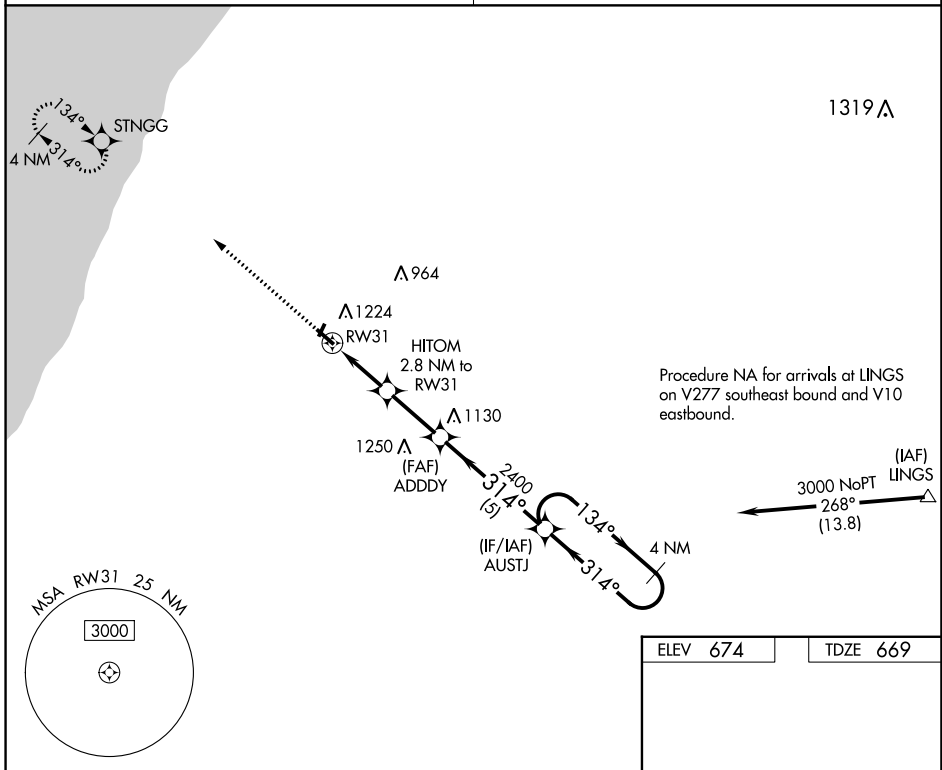 134°
STNGG
4 NM
314°
1319
964
1224
RW31
HITOM
2.8 NM to
RW31
Procedure NA for arrivals at LINGS
on V277 southeast bound and V10
eastbound.
1130
1250
(FAF)
ADDDY
(IAF)
LINGS
3000 NoPT
268°
(13.8)
2400
314°
(5)
134°
(IF/IAF)
AUSTJ
4 NM
314°
MSA RW31 25 NM
3000
ELEV 674
TDZE 669